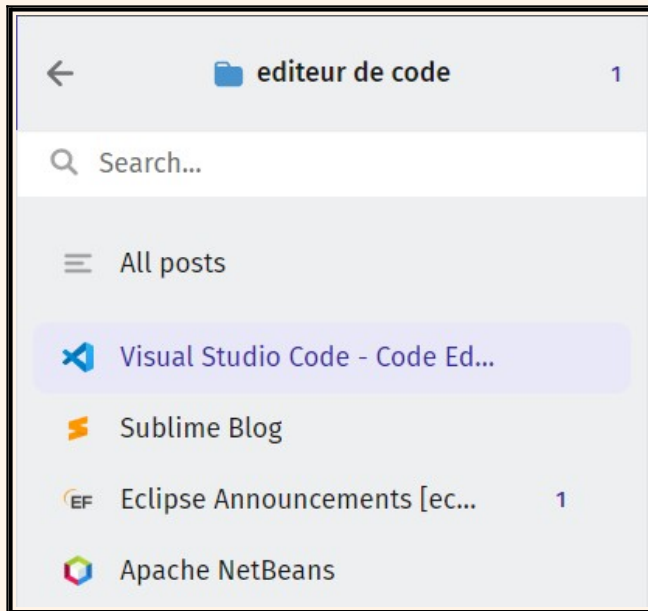 editeur de code 1
Search...
All posts
Visual Studio Code - Code Ed...
Sublime Blog
EF Eclipse Announcements [ec... 1
Apache NetBeans